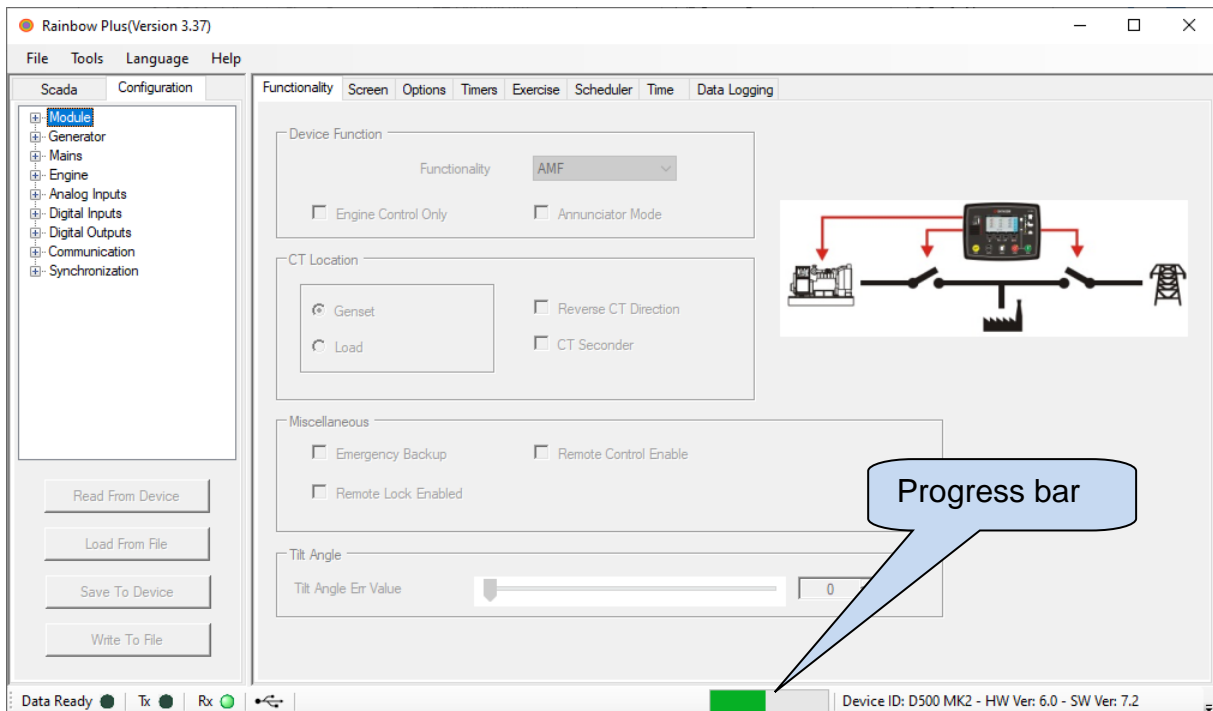 Rainbow Plus(Version 3.37)
File Tools Language Help
Scada Configuration
Functionality Screen Options Timers Exercise Scheduler Time Data Logging
Module
Generator
Mains
Engine
Analog Inputs
Digital Inputs
Digital Outputs
Communication
Synchronization
Read From Device
Load From File
Save To Device
Write To File
Device Function
Functionality AMF
Engine Control Only Annunciator Mode
CT Location
Genset Reverse CT Direction
Load CT Seconder
Miscellaneous
Emergency Backup Remote Control Enable
Remote Lock Enabled
Tilt Angle
Tilt Angle Err Value 0
Progress bar
Data Ready Tx Rx Device ID: D500 MK2 - HW Ver: 6.0 - SW Ver: 7.2